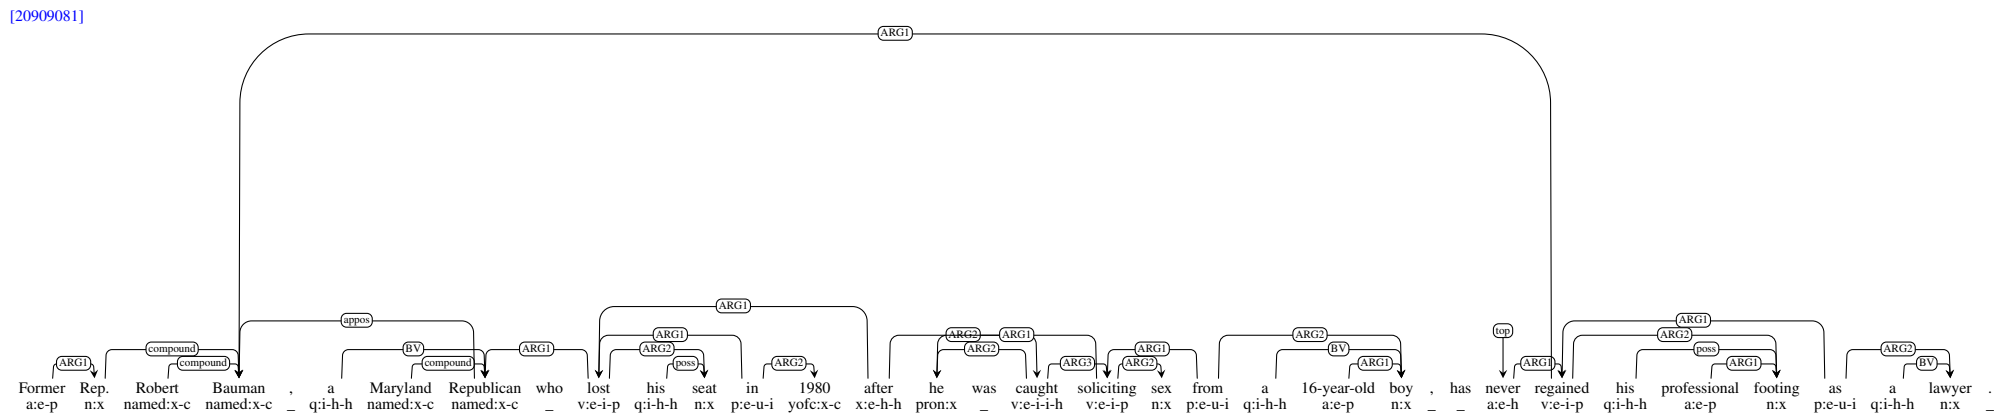 [20909081]
ARG1
ARG1
appos
ARG1 ARG2 ARG1 ARG2 top ARG1 ARG2
compound BV ARG1 ARG2 ARG2 ARG1 BV poss ARG2
ARG1 compound compound poss ARG2 ARG3 ARG2 ARG1 ARG1 ARG1 BV
Former Rep. Robert Bauman , a Maryland Republican who lost his seat in 1980 after he was caught soliciting sex from a 16-year-old boy , has never regained his professional footing as a lawyer .
a:e-p n:x named:x-c named:x-c _ q:i-h-h named:x-c named:x-c _ v:e-i-p q:i-h-h n:x p:e-u-i yofc:x-c x:e-h-h pron:x _ v:e-i-i-h v:e-i-p n:x p:e-u-i q:i-h-h a:e-p n:x _ _ a:e-h v:e-i-p q:i-h-h a:e-p n:x p:e-u-i q:i-h-h n:x _